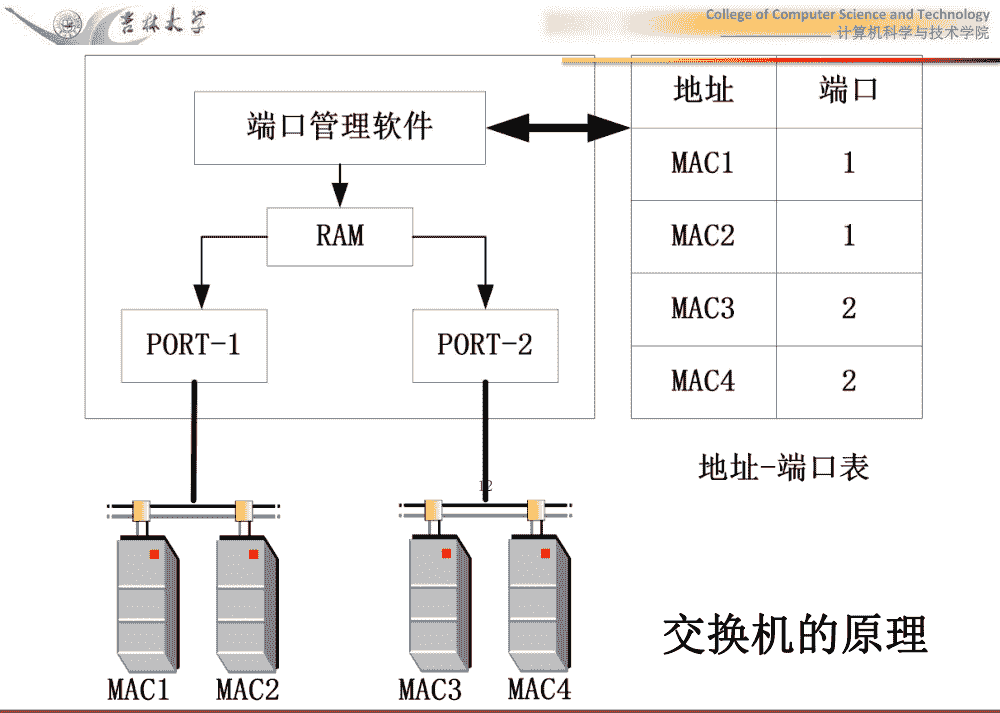 吉林大学
College of Computer Science and Technology
计算机科学与技术学院
端口管理软件
RAM
PORT-1
PORT-2
地址 端口
MAC1 1
MAC2 1
MAC3 2
MAC4 2
地址-端口表
12
MAC1 MAC2 MAC3 MAC4
交换机的原理